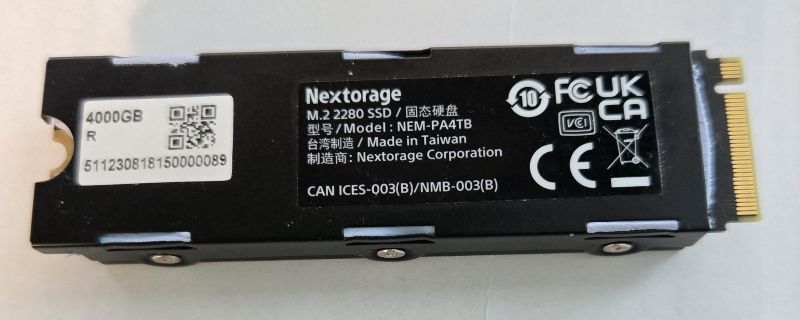 4000GB
R
511230818150000089
Nextorage
M.2 2280 SSD / 固态硬盘
型号/Model : NEM-PA4TB
台湾制造 / Made in Taiwan
制造商: Nextorage Corporation
CAN ICES-003(B)/NMB-003(B)
10
FC
UK
CA
VCI
CE